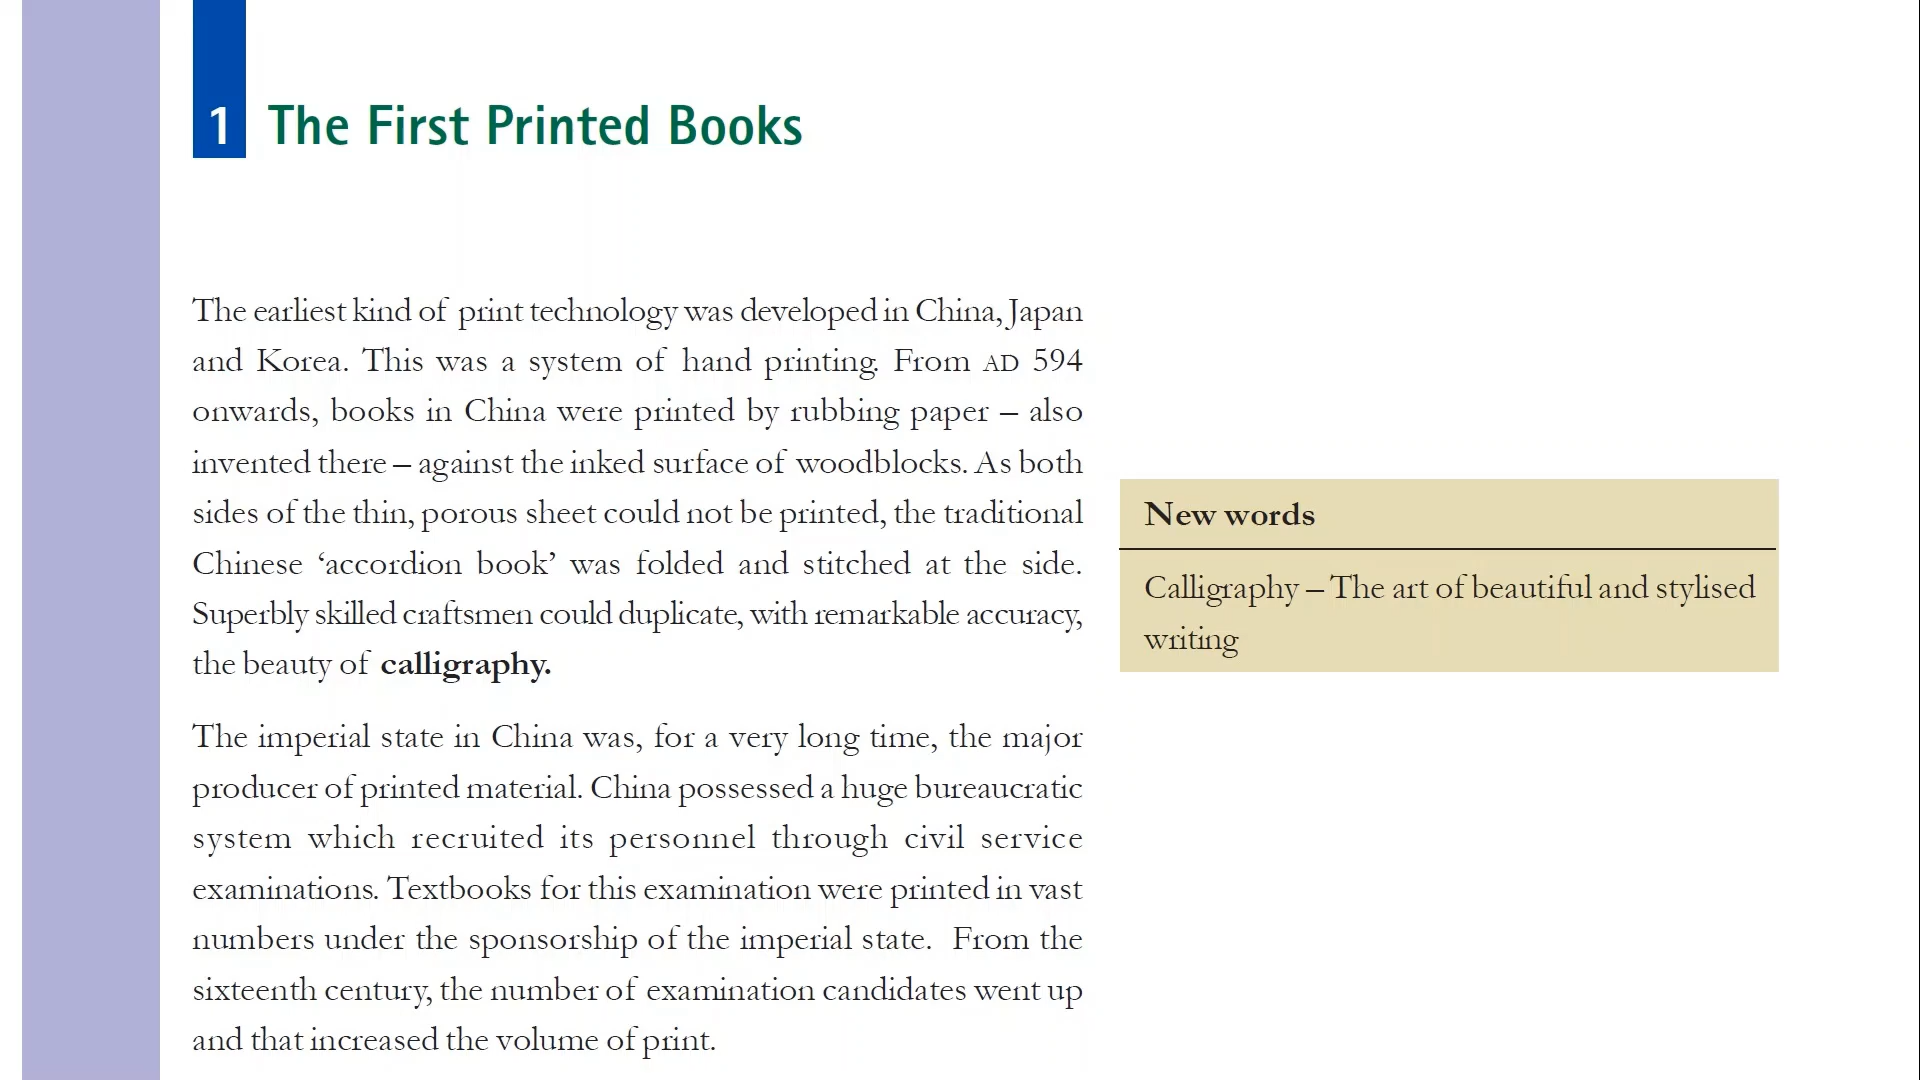 1 The First Printed Books
The earliest kind of print technology was developed in China, Japan
and Korea. This was a system of hand printing. From AD 594
onwards, books in China were printed by rubbing paper – also
invented there – against the inked surface of woodblocks. As both
sides of the thin, porous sheet could not be printed, the traditional
Chinese ‘accordion book’ was folded and stitched at the side.
Superbly skilled craftsmen could duplicate, with remarkable accuracy,
the beauty of calligraphy.
The imperial state in China was, for a very long time, the major
producer of printed material. China possessed a huge bureaucratic
system which recruited its personnel through civil service
examinations. Textbooks for this examination were printed in vast
numbers under the sponsorship of the imperial state. From the
sixteenth century, the number of examination candidates went up
and that increased the volume of print.
New words
Calligraphy – The art of beautiful and stylised
writing